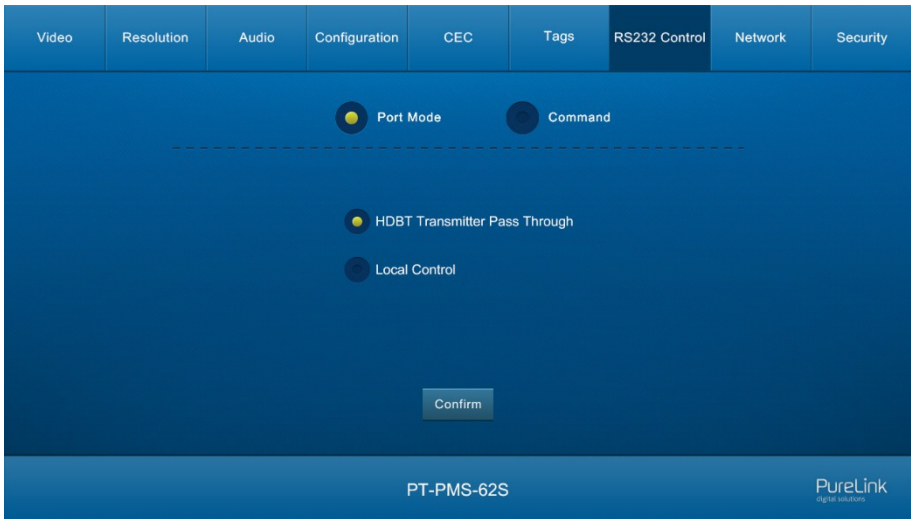 Video Resolution Audio Configuration CEC Tags RS232 Control Network Security
Port Mode Command
HDBT Transmitter Pass Through
Local Control
Confirm
PT-PMS-62S
PureLink
digital solutions